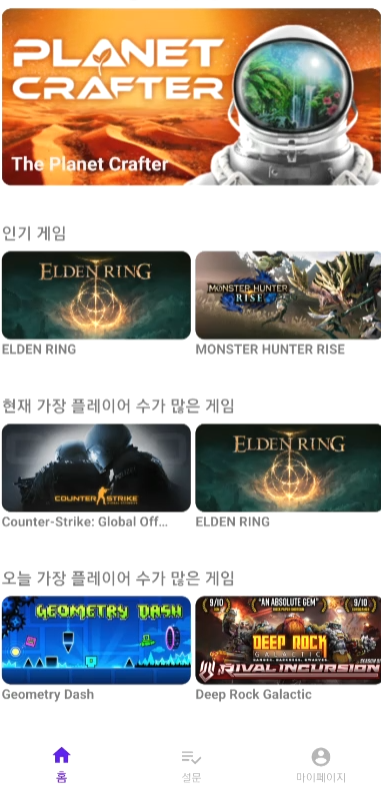 PLANET
CRAFTER
The Planet Crafter
인기 게임
ELDEN RING
MONSTER HUNTER
RISE
ELDEN RING
MONSTER HUNTER RISE
현재 가장 플레이어 수가 많은 게임
COUNTER STRIKE
ELDEN RING
Counter-Strike: Global Off...
ELDEN RING
오늘 가장 플레이어 수가 많은 게임
GEOMETRY DASH
9/10
"AN ABSOLUTE GEM"
9/10
DEEP ROCK
GALACTIC
DANGER. DARKNESS. DWARVES.
RIVAL INCURSION
Geometry Dash
Deep Rock Galactic
홈
설문
마이페이지